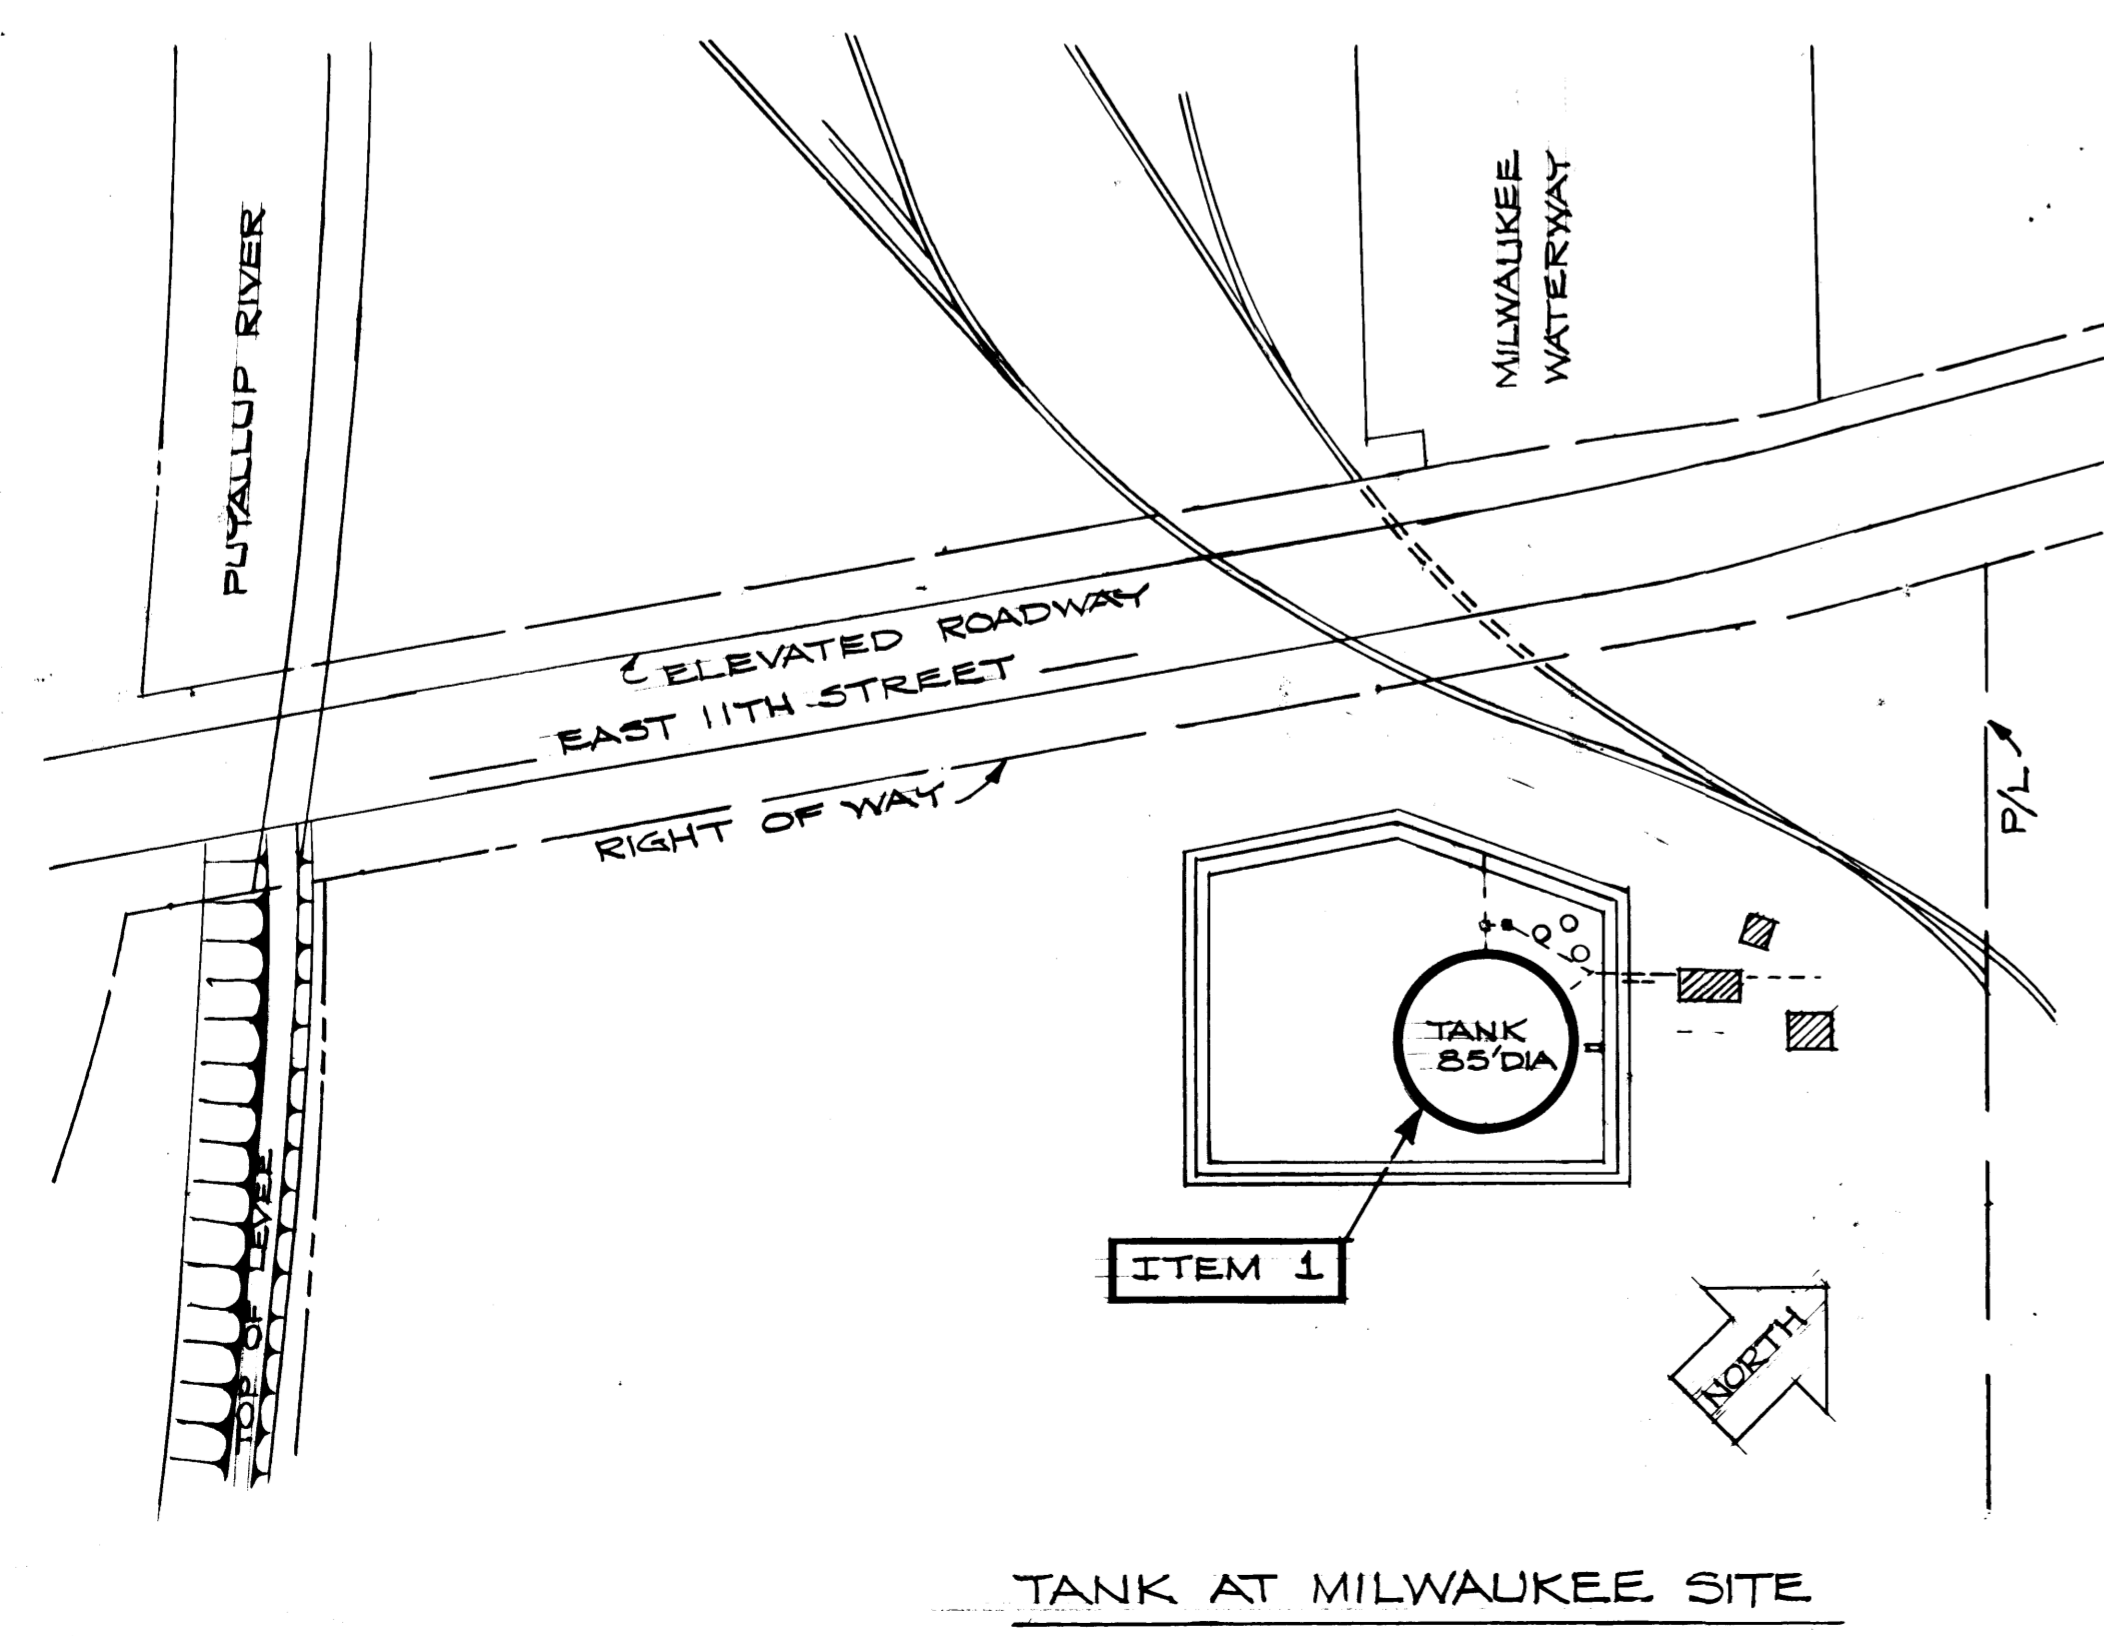 PUYALLUP RIVER
MILWAUKEE
WATERWAY
℄ ELEVATED ROADWAY
EAST 11TH STREET
RIGHT OF WAY
P/L
TANK
85' DIA
TOP OF LEVEE
ITEM 1
NORTH
TANK AT MILWAUKEE SITE